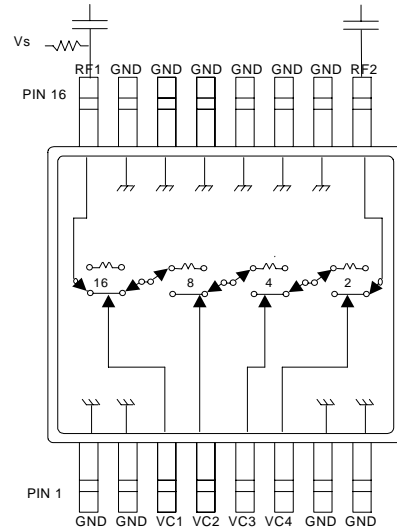 Vs
RF1 GND GND GND GND GND GND RF2
PIN 16
16 8 4 2
PIN 1
GND GND VC1 VC2 VC3 VC4 GND GND